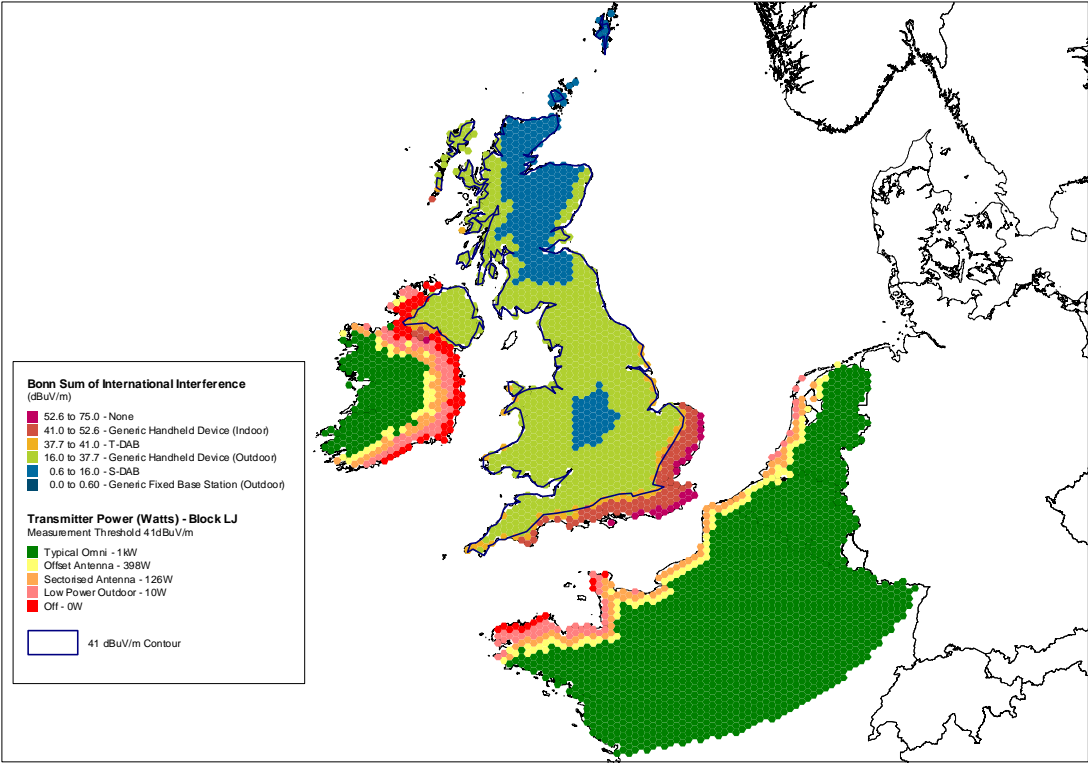 Bonn Sum of International Interference
(dBuV/m)
52.6 to 75.0 - None
41.0 to 52.6 - Generic Handheld Device (Indoor)
37.7 to 41.0 - T-DAB
16.0 to 37.7 - Generic Handheld Device (Outdoor)
0.6 to 16.0 - S-DAB
0.0 to 0.60 - Generic Fixed Base Station (Outdoor)
Transmitter Power (Watts) - Block LJ
Measurement Threshold 41dBuV/m
Typical Omni - 1kW
Offset Antenna - 398W
Sectorised Antenna - 126W
Low Power Outdoor - 10W
Off - 0W
41 dBuV/m Contour